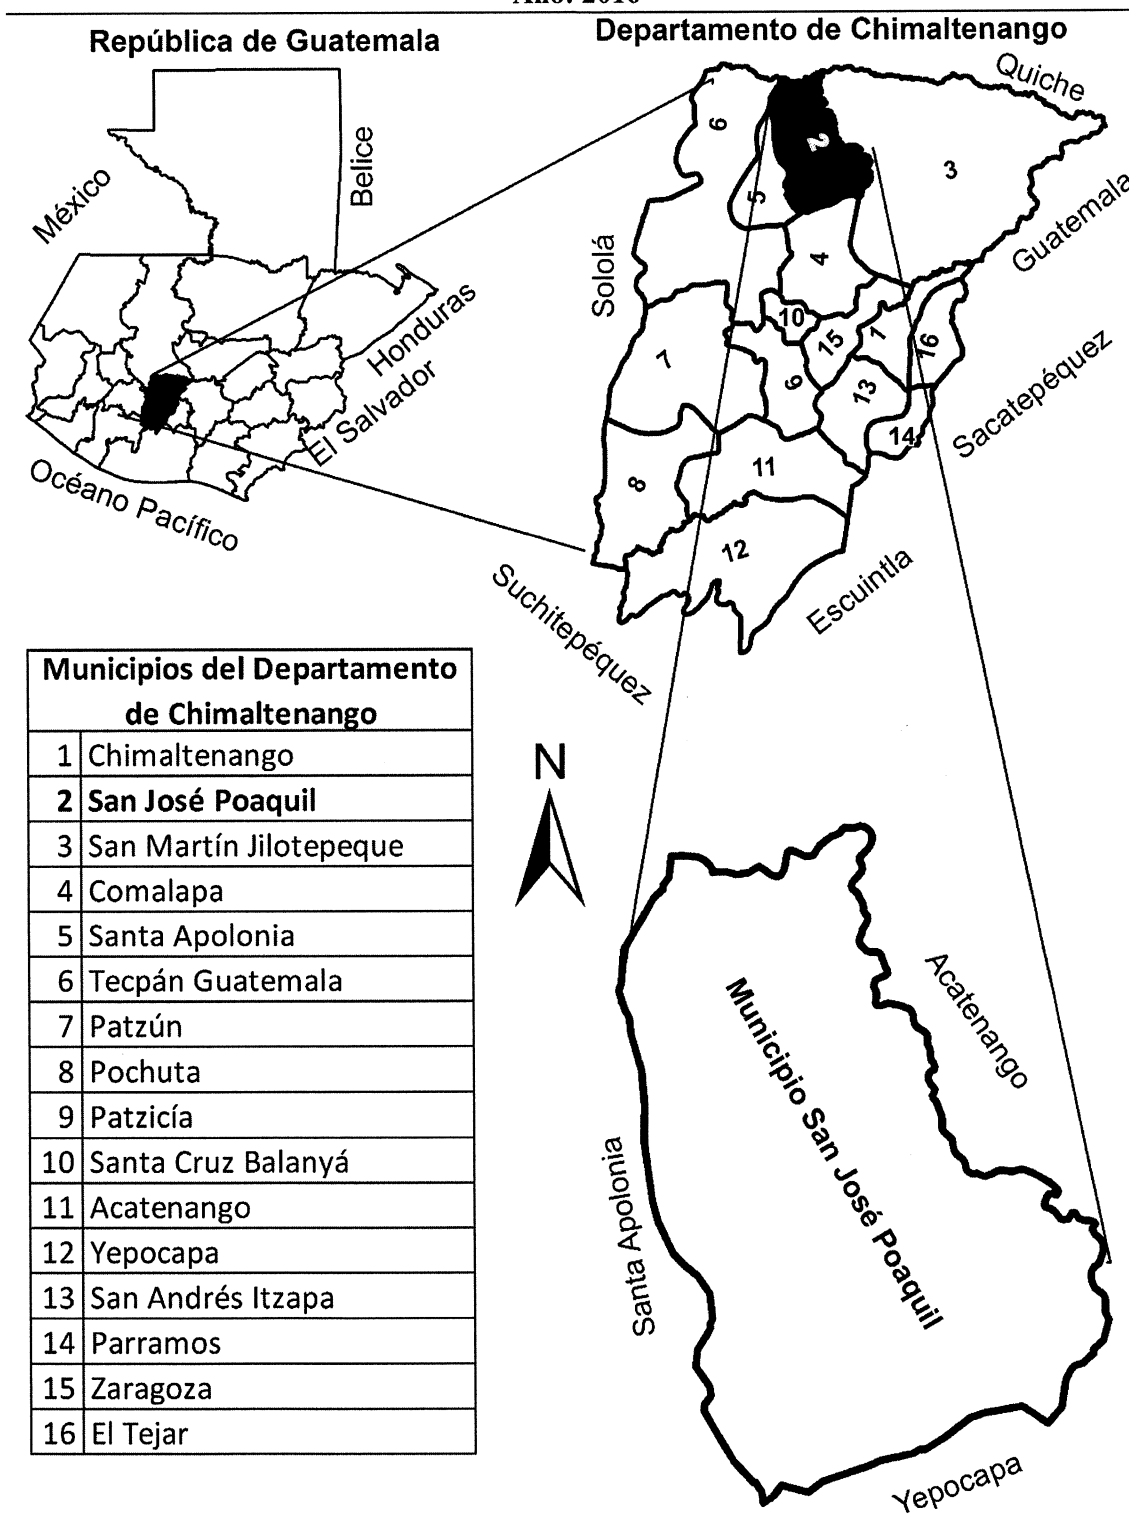 Año: 2016
República de Guatemala
Departamento de Chimaltenango
México
Belice
Honduras
El Salvador
Océano Pacífico
Quiche
Guatemala
Sololá
Sacatepéquez
Escuintla
Suchitepéquez
6
2
3
5
4
10
15
1
16
7
9
13
14
8
11
12
Municipios del Departamento
de Chimaltenango
1 Chimaltenango
2 San José Poaquil
3 San Martín Jilotepeque
4 Comalapa
5 Santa Apolonia
6 Tecpán Guatemala
7 Patzún
8 Pochuta
9 Patzicía
10 Santa Cruz Balanyá
11 Acatenango
12 Yepocapa
13 San Andrés Itzapa
14 Parramos
15 Zaragoza
16 El Tejar
N
Acatenango
Municipio San José Poaquil
Santa Apolonia
Yepocapa